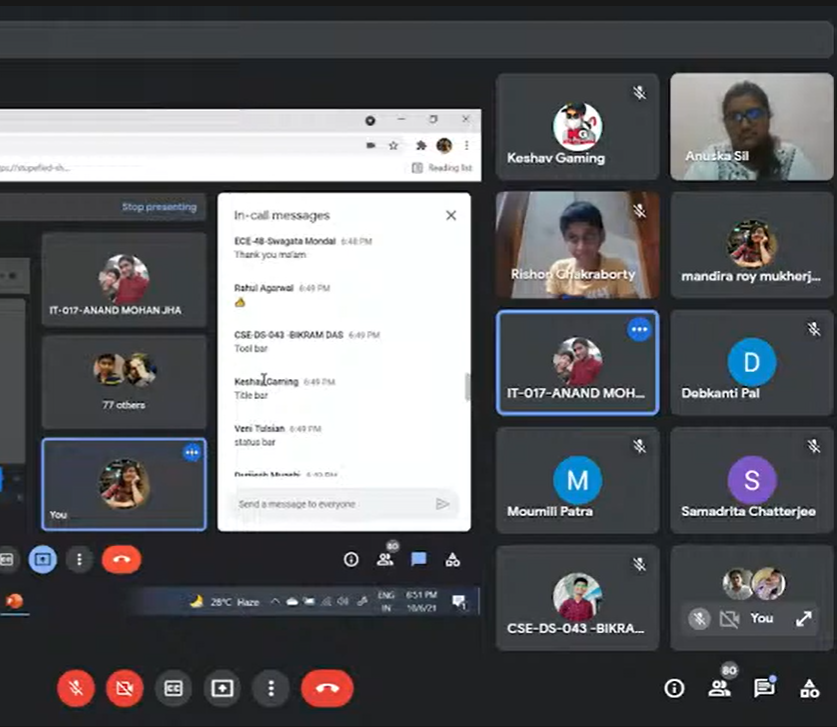 ps://stupefied-sh...
Reading list
Stop presenting
In-call messages
ECE-48-Swagata Mondal 6:48 PM
Thank you ma'am
Rahul Agarwal 6:49 PM
CSE-DS-043 -BIKRAM DAS 6:49 PM
Tool bar
Keshav Gaming 6:49 PM
Title bar
Veni Tulsian 6:49 PM
status bar
Send a message to everyone
IT-017-ANAND MOHAN JHA
77 others
You
80
28°C Haze
ENG
IN
6:51 PM
10/6/21
1
Keshav Gaming
Anuska Sil
Rishon Chakraborty
mandira roy mukherj...
IT-017-ANAND MOH...
D
Debkanti Pal
M
Moumili Patra
S
Samadrita Chatterjee
CSE-DS-043 -BIKRA...
You
80